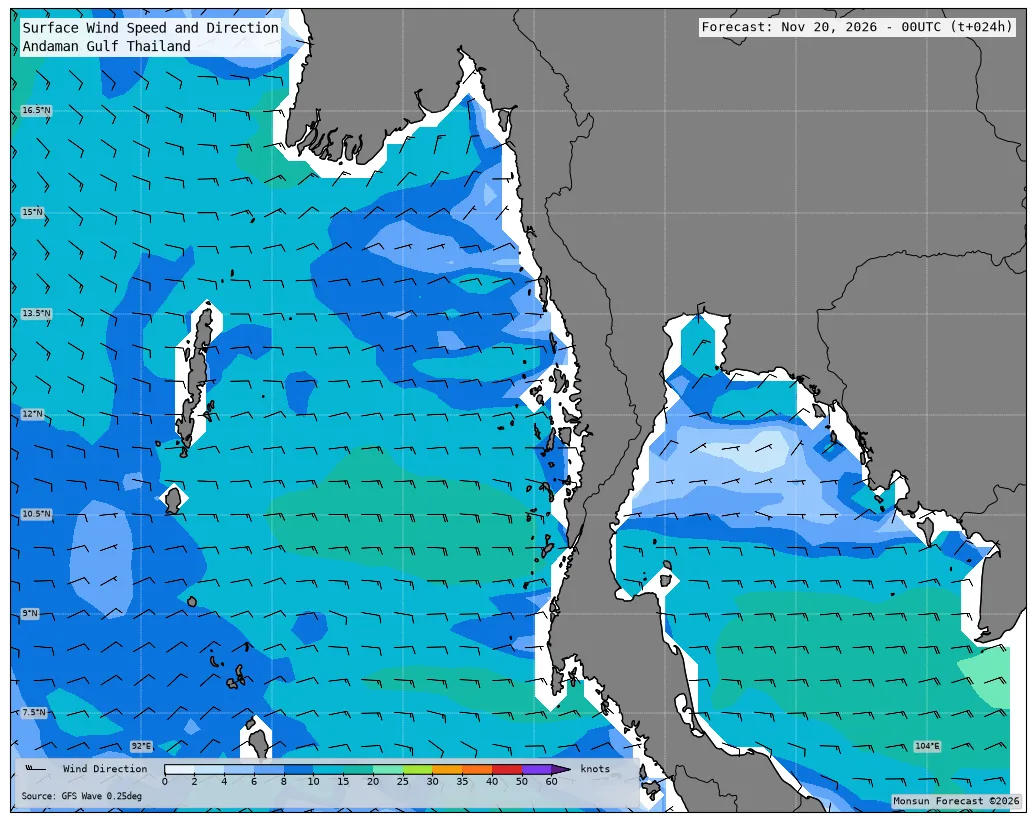 Surface Wind Speed and Direction
Andaman Gulf Thailand
Forecast: Nov 20, 2026 - 00UTC (t+024h)
16.5°N
15°N
13.5°N
12°N
10.5°N
9°N
7.5°N
92°E
104°E
Wind Direction
knots
0 2 4 6 8 10 15 20 25 30 35 40 50 60
Source: GFS Wave 0.25deg
Monsun Forecast ©2026